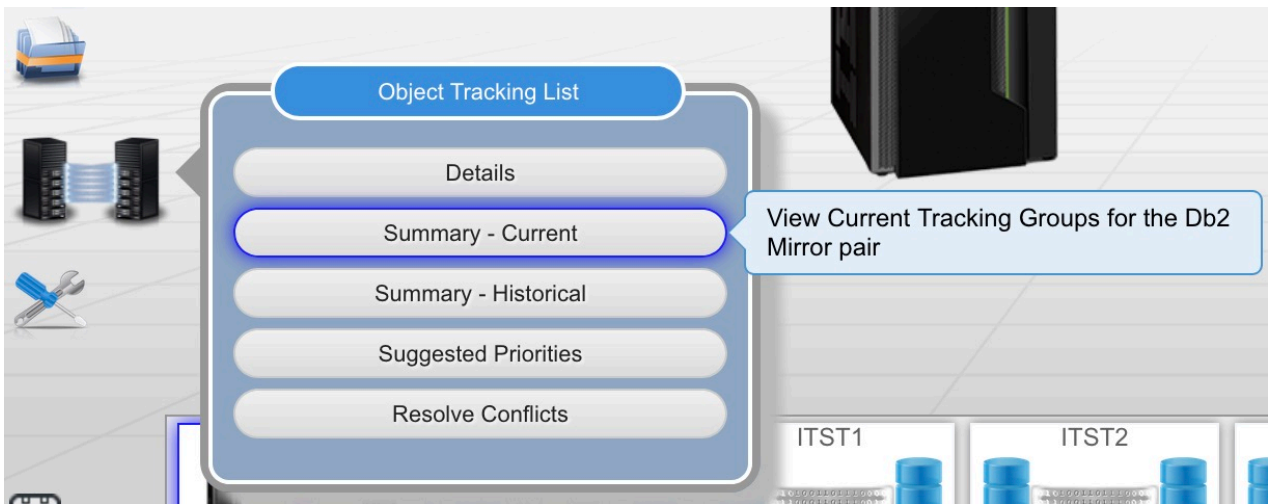 Object Tracking List
Details
Summary - Current
View Current Tracking Groups for the Db2
Mirror pair
Summary - Historical
Suggested Priorities
Resolve Conflicts
ITST1
ITST2